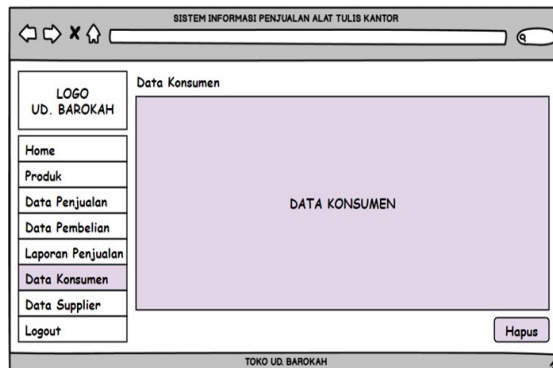 SISTEM INFORMASI PENJUALAN ALAT TULIS KANTOR
LOGO
UD. BAROKAH
Home
Produk
Data Penjualan
Data Pembelian
Laporan Penjualan
Data Konsumen
Data Supplier
Logout
Data Konsumen
DATA KONSUMEN
Hapus
TOKO UD. BAROKAH